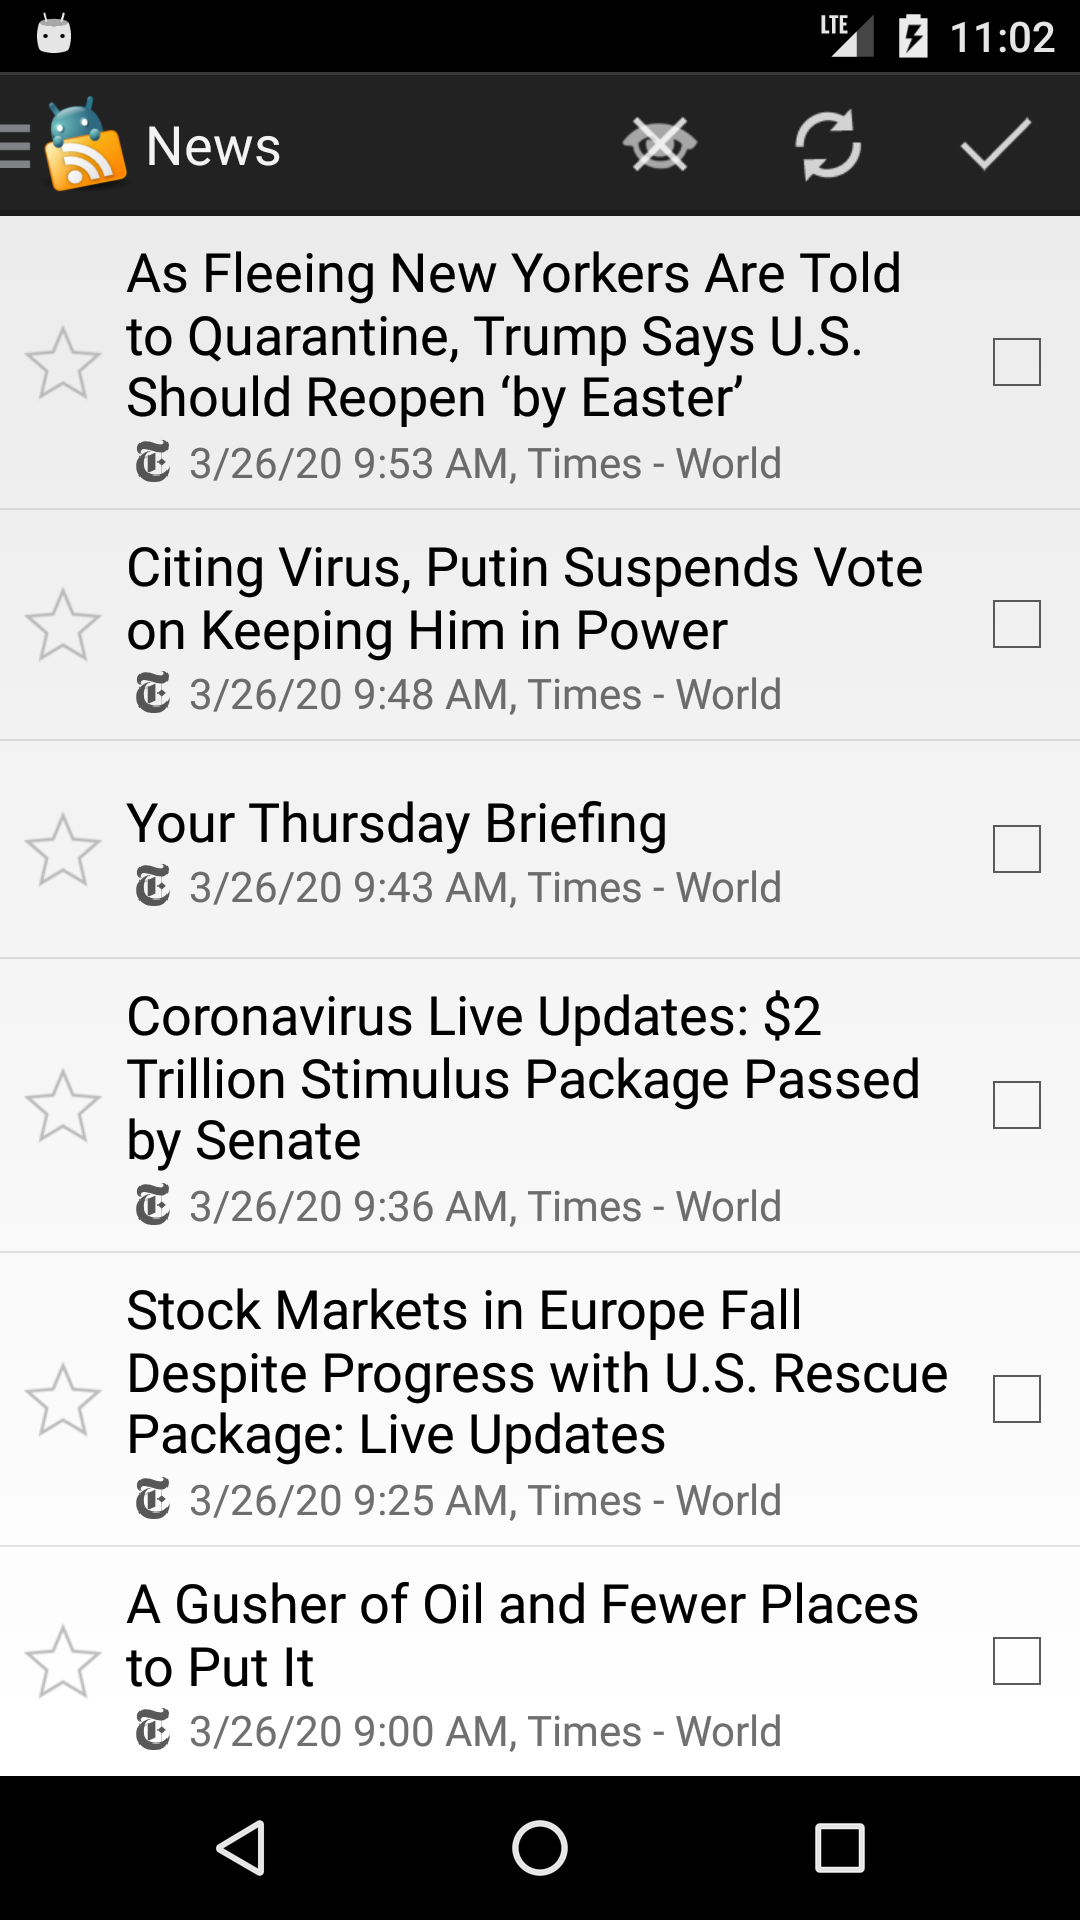 LTE 11:02
News
As Fleeing New Yorkers Are Told
to Quarantine, Trump Says U.S.
Should Reopen ‘by Easter’
T 3/26/20 9:53 AM, Times - World
Citing Virus, Putin Suspends Vote
on Keeping Him in Power
T 3/26/20 9:48 AM, Times - World
Your Thursday Briefing
T 3/26/20 9:43 AM, Times - World
Coronavirus Live Updates: $2
Trillion Stimulus Package Passed
by Senate
T 3/26/20 9:36 AM, Times - World
Stock Markets in Europe Fall
Despite Progress with U.S. Rescue
Package: Live Updates
T 3/26/20 9:25 AM, Times - World
A Gusher of Oil and Fewer Places
to Put It
T 3/26/20 9:00 AM, Times - World